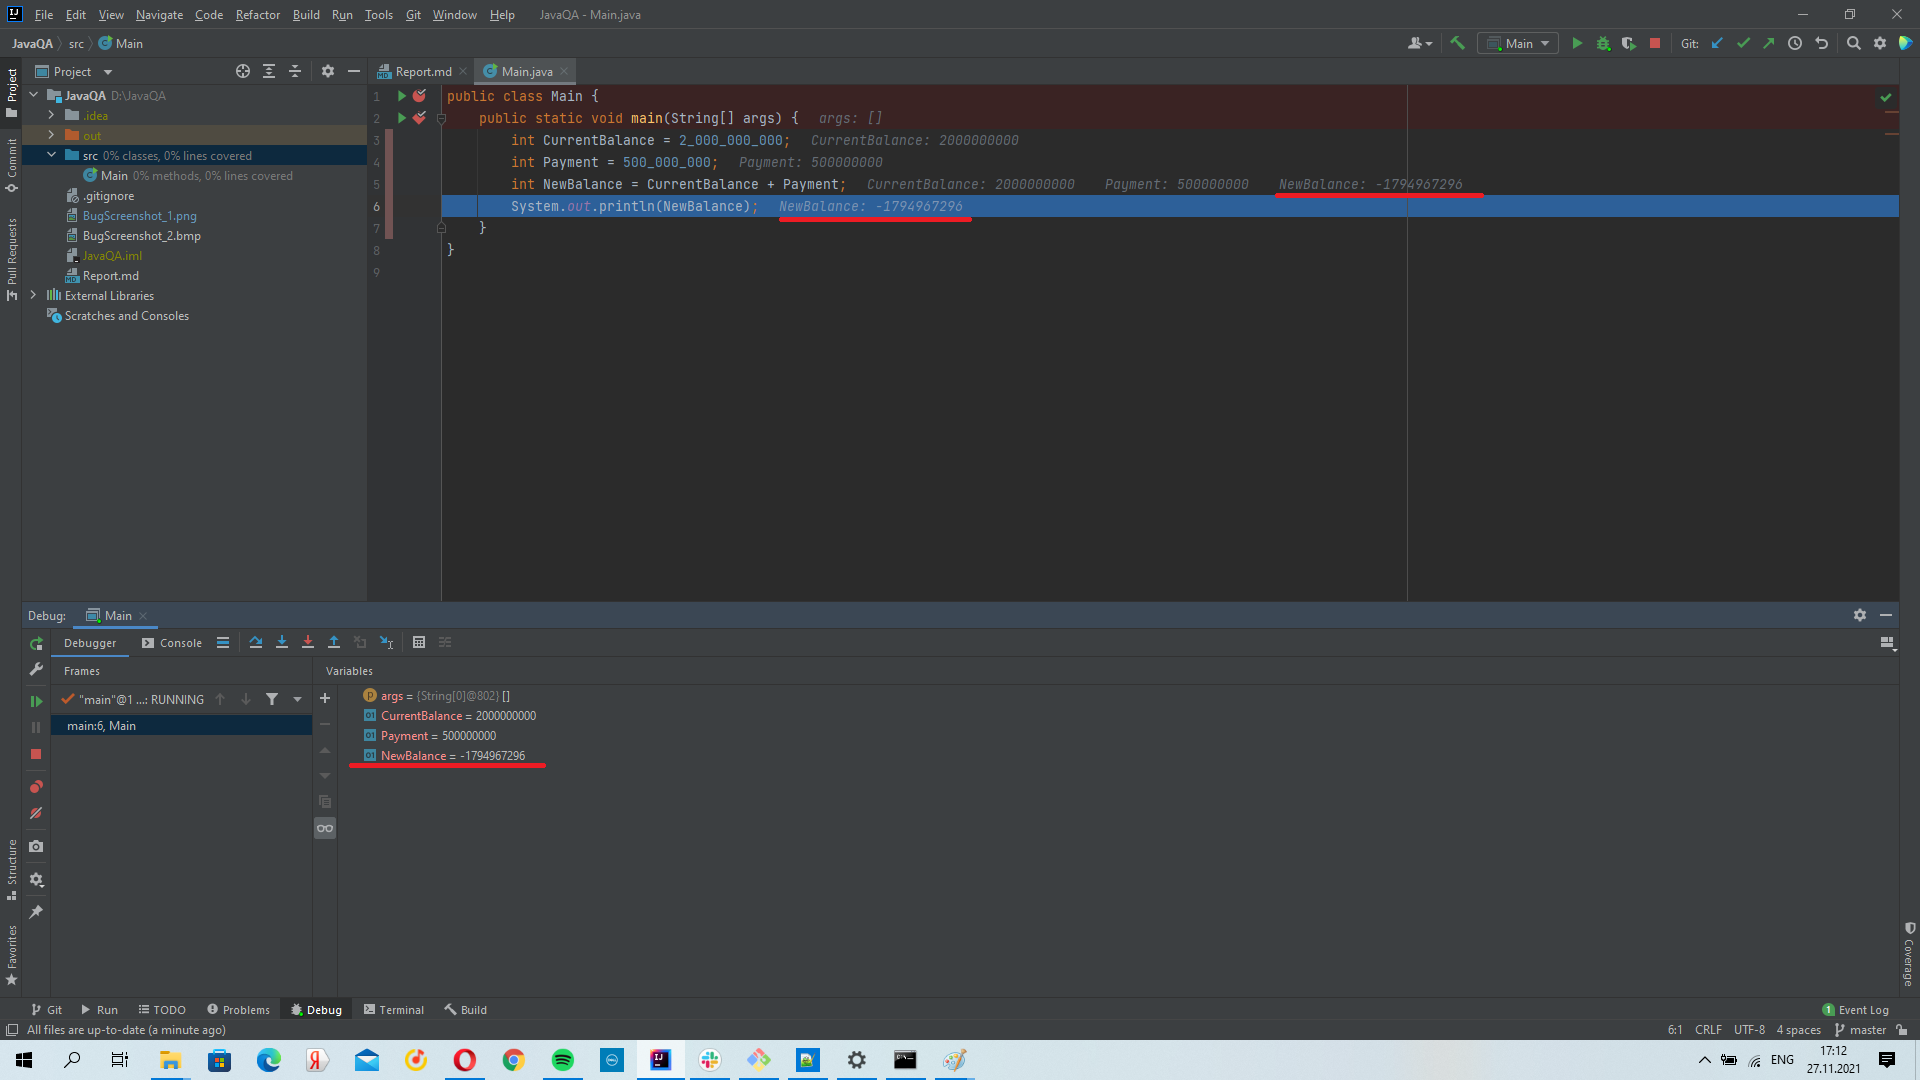 File Edit View Navigate Code Refactor Build Run Tools Git Window Help JavaQA - Main.java
JavaQA src Main
Main Git:
Project
Report.md Main.java
JavaQA D:\JavaQA
.idea
out
src 0% classes, 0% lines covered
Main 0% methods, 0% lines covered
.gitignore
BugScreenshot_1.png
BugScreenshot_2.bmp
JavaQA.iml
Report.md
External Libraries
Scratches and Consoles
Project
Commit
Pull Requests
Structure
Favorites
1 public class Main {
2 public static void main(String[] args) { args: []
3 int CurrentBalance = 2_000_000_000; CurrentBalance: 2000000000
4 int Payment = 500_000_000; Payment: 500000000
5 int NewBalance = CurrentBalance + Payment; CurrentBalance: 2000000000 Payment: 500000000 NewBalance: -1794967296
6 System.out.println(NewBalance); NewBalance: -1794967296
7 }
8 }
9
Debug: Main
Debugger Console
Frames Variables
"main"@1 ...: RUNNING
main:6, Main
args = {String[0]@802} []
CurrentBalance = 2000000000
Payment = 500000000
NewBalance = -1794967296
Coverage
Git Run TODO Problems Debug Terminal Build 1 Event Log
All files are up-to-date (a minute ago) 6:1 CRLF UTF-8 4 spaces master
ENG 17:12
27.11.2021